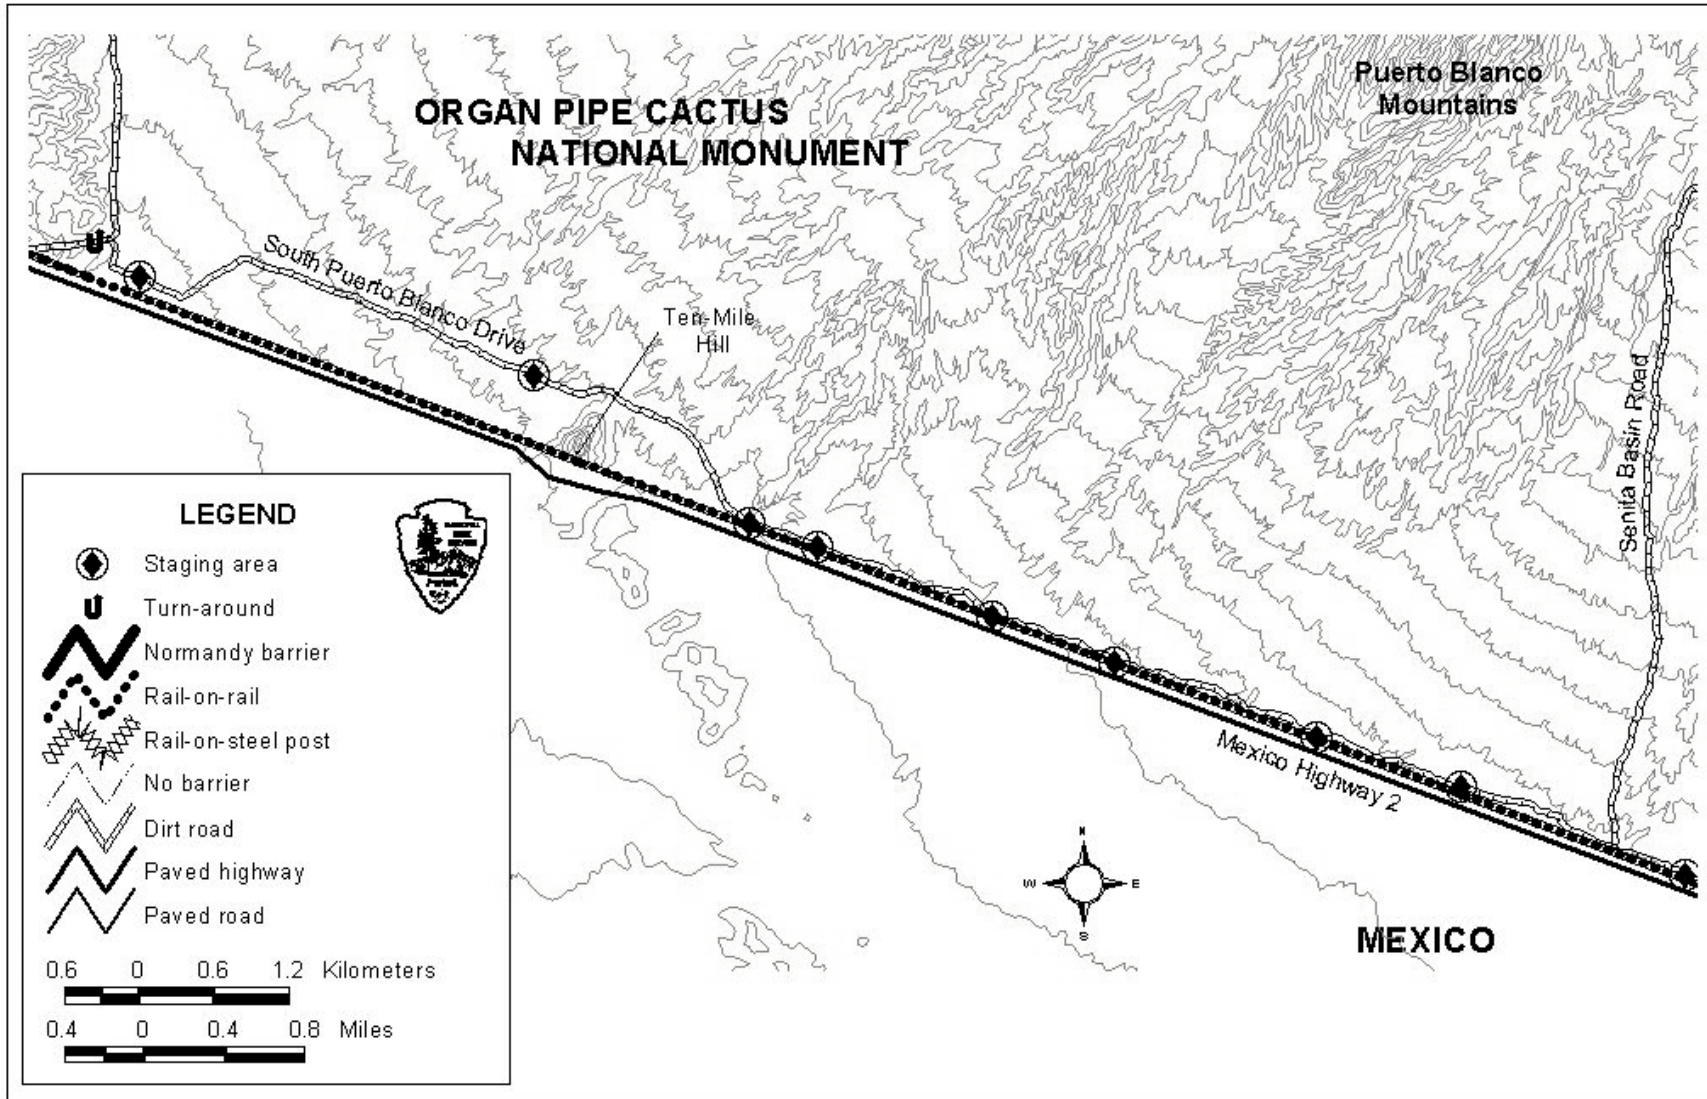 Puerto Blanco
Mountains
ORGAN PIPE CACTUS
NATIONAL MONUMENT
South Puerto Blanco Drive
Ten-Mile
Hill
Senita Basin Road
Mexico Highway 2
MEXICO
N
W
E
S
LEGEND
Staging area
Turn-around
Normandy barrier
Rail-on-rail
Rail-on-steel post
No barrier
Dirt road
Paved highway
Paved road
0.6 0 0.6 1.2 Kilometers
0.4 0 0.4 0.8 Miles